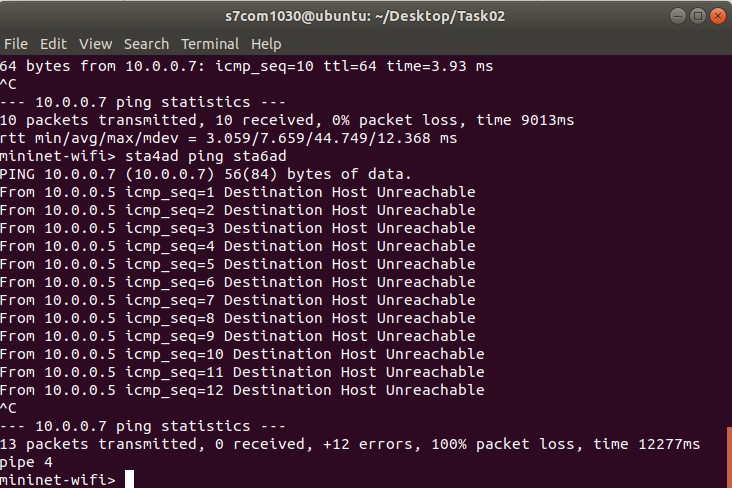 s7com1030@ubuntu: ~/Desktop/Task02
File Edit View Search Terminal Help
64 bytes from 10.0.0.7: icmp_seq=10 ttl=64 time=3.93 ms
^C
--- 10.0.0.7 ping statistics ---
10 packets transmitted, 10 received, 0% packet loss, time 9013ms
rtt min/avg/max/mdev = 3.059/7.659/44.749/12.368 ms
mininet-wifi> sta4ad ping sta6ad
PING 10.0.0.7 (10.0.0.7) 56(84) bytes of data.
From 10.0.0.5 icmp_seq=1 Destination Host Unreachable
From 10.0.0.5 icmp_seq=2 Destination Host Unreachable
From 10.0.0.5 icmp_seq=3 Destination Host Unreachable
From 10.0.0.5 icmp_seq=4 Destination Host Unreachable
From 10.0.0.5 icmp_seq=5 Destination Host Unreachable
From 10.0.0.5 icmp_seq=6 Destination Host Unreachable
From 10.0.0.5 icmp_seq=7 Destination Host Unreachable
From 10.0.0.5 icmp_seq=8 Destination Host Unreachable
From 10.0.0.5 icmp_seq=9 Destination Host Unreachable
From 10.0.0.5 icmp_seq=10 Destination Host Unreachable
From 10.0.0.5 icmp_seq=11 Destination Host Unreachable
From 10.0.0.5 icmp_seq=12 Destination Host Unreachable
^C
--- 10.0.0.7 ping statistics ---
13 packets transmitted, 0 received, +12 errors, 100% packet loss, time 12277ms
pipe 4
mininet-wifi>